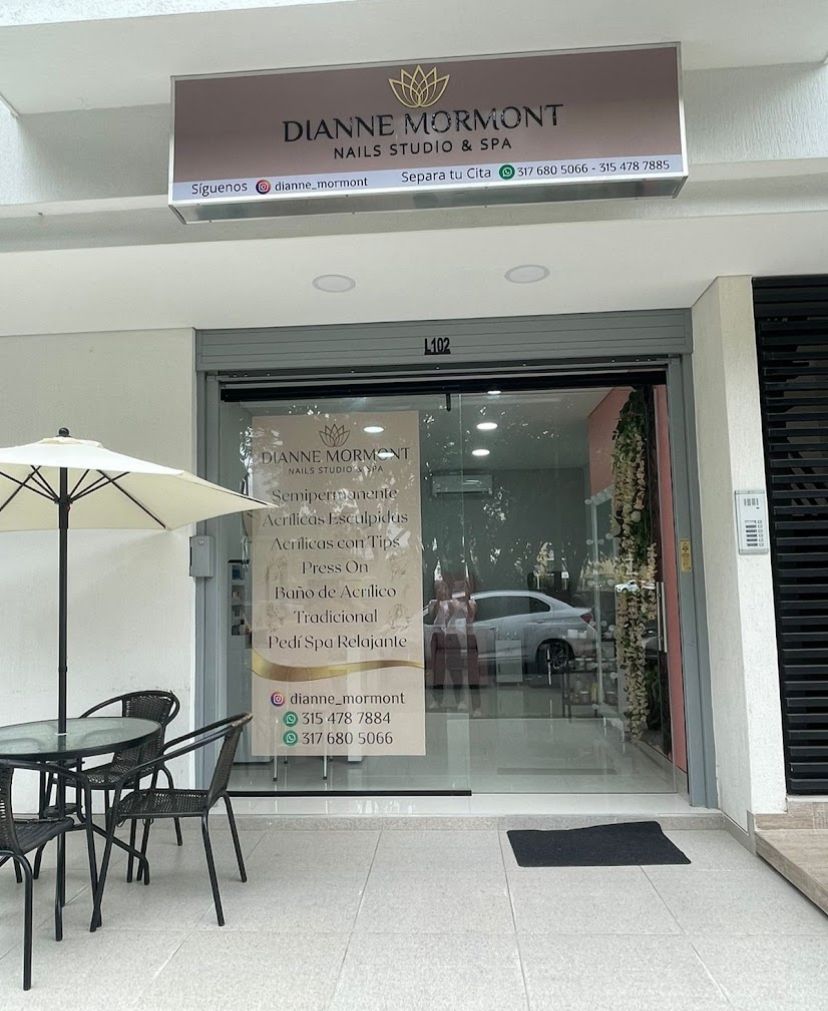 DIANNE MORMONT
NAILS STUDIO & SPA
Síguenos dianne_mormont Separa tu Cita 317 680 5066 - 315 478 7885
L102
DIANNE MORMONT
NAILS STUDIO & SPA
Semipermanente
Acrílicas Esculpidas
Acrílicas con Tips
Press On
Baño de Acrílico
Tradicional
Pedi Spa Relajante
dianne_mormont
315 478 7884
317 680 5066